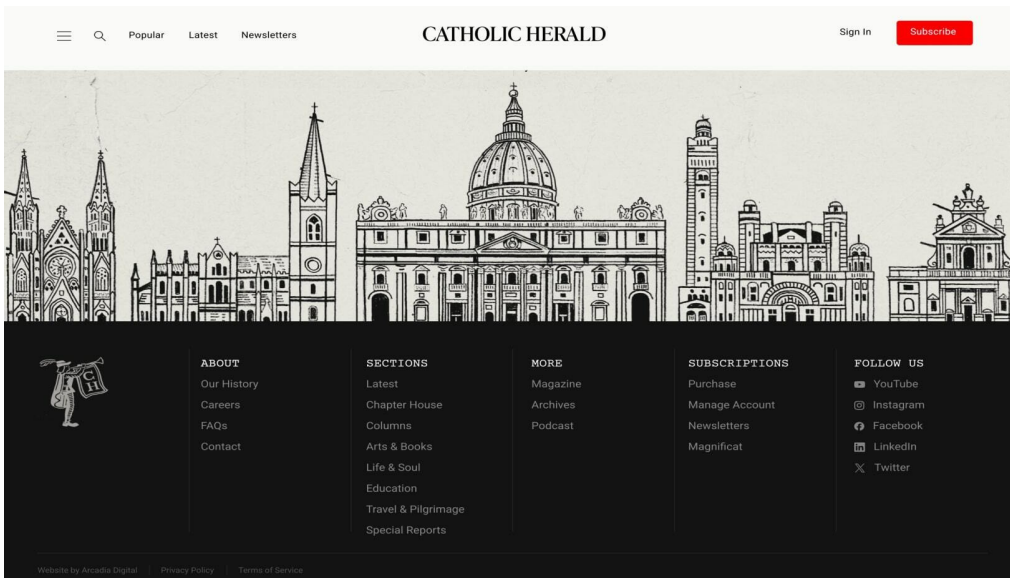 Popular Latest Newsletters CATHOLIC HERALD Sign In Subscribe
CH
ABOUT
Our History
Careers
FAQs
Contact
SECTIONS
Latest
Chapter House
Columns
Arts & Books
Life & Soul
Education
Travel & Pilgrimage
Special Reports
MORE
Magazine
Archives
Podcast
SUBSCRIPTIONS
Purchase
Manage Account
Newsletters
Magnificat
FOLLOW US
YouTube
Instagram
Facebook
in LinkedIn
Twitter
Website by Arcadia Digital Privacy Policy Terms of Service